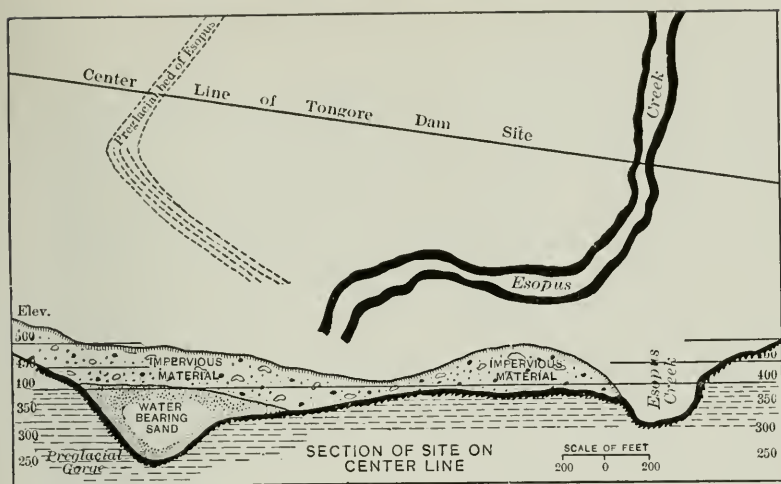 Preglacial bed of Esopus
Center Line of Tongore Dam Site
Creek
Esopus
Esopus
Creek
Elev.
500
450
400
350
300
250
IMPERVIOUS
MATERIAL
IMPERVIOUS
MATERIAL
WATER
BEARING
SAND
Preglacial
Gorge
500
450
400
350
300
250
SECTION OF SITE ON
CENTER LINE
SCALE OF FEET
200 0 200